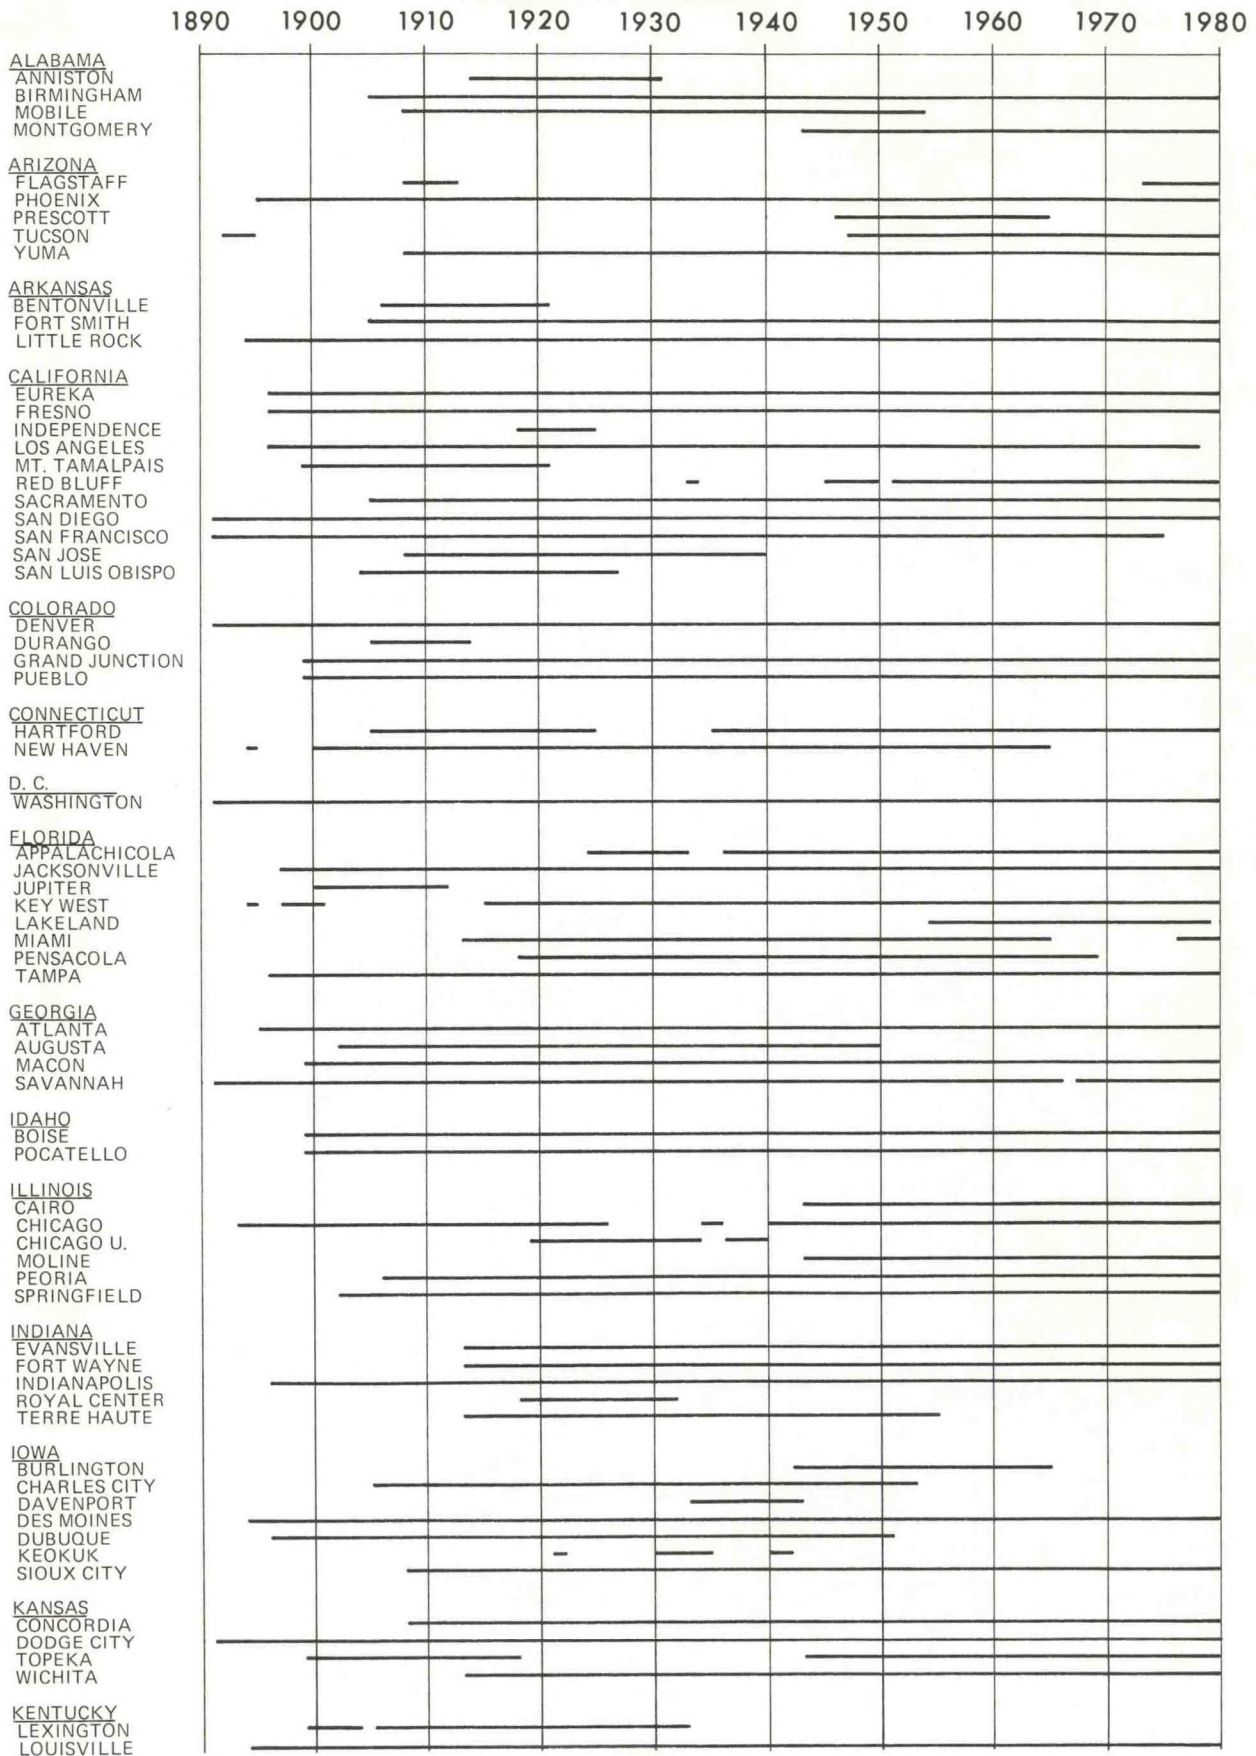 1890 1900 1910 1920 1930 1940 1950 1960 1970 1980
ALABAMA
ANNISTON
BIRMINGHAM
MOBILE
MONTGOMERY
ARIZONA
FLAGSTAFF
PHOENIX
PRESCOTT
TUCSON
YUMA
ARKANSAS
BENTONVILLE
FORT SMITH
LITTLE ROCK
CALIFORNIA
EUREKA
FRESNO
INDEPENDENCE
LOS ANGELES
MT. TAMALPAIS
RED BLUFF
SACRAMENTO
SAN DIEGO
SAN FRANCISCO
SAN JOSE
SAN LUIS OBISPO
COLORADO
DENVER
DURANGO
GRAND JUNCTION
PUEBLO
CONNECTICUT
HARTFORD
NEW HAVEN
D. C.
WASHINGTON
FLORIDA
APPALACHICOLA
JACKSONVILLE
JUPITER
KEY WEST
LAKELAND
MIAMI
PENSACOLA
TAMPA
GEORGIA
ATLANTA
AUGUSTA
MACON
SAVANNAH
IDAHO
BOISE
POCATELLO
ILLINOIS
CAIRO
CHICAGO
CHICAGO U.
MOLINE
PEORIA
SPRINGFIELD
INDIANA
EVANSVILLE
FORT WAYNE
INDIANAPOLIS
ROYAL CENTER
TERRE HAUTE
IOWA
BURLINGTON
CHARLES CITY
DAVENPORT
DES MOINES
DUBUQUE
KEOKUK
SIOUX CITY
KANSAS
CONCORDIA
DODGE CITY
TOPEKA
WICHITA
KENTUCKY
LEXINGTON
LOUISVILLE